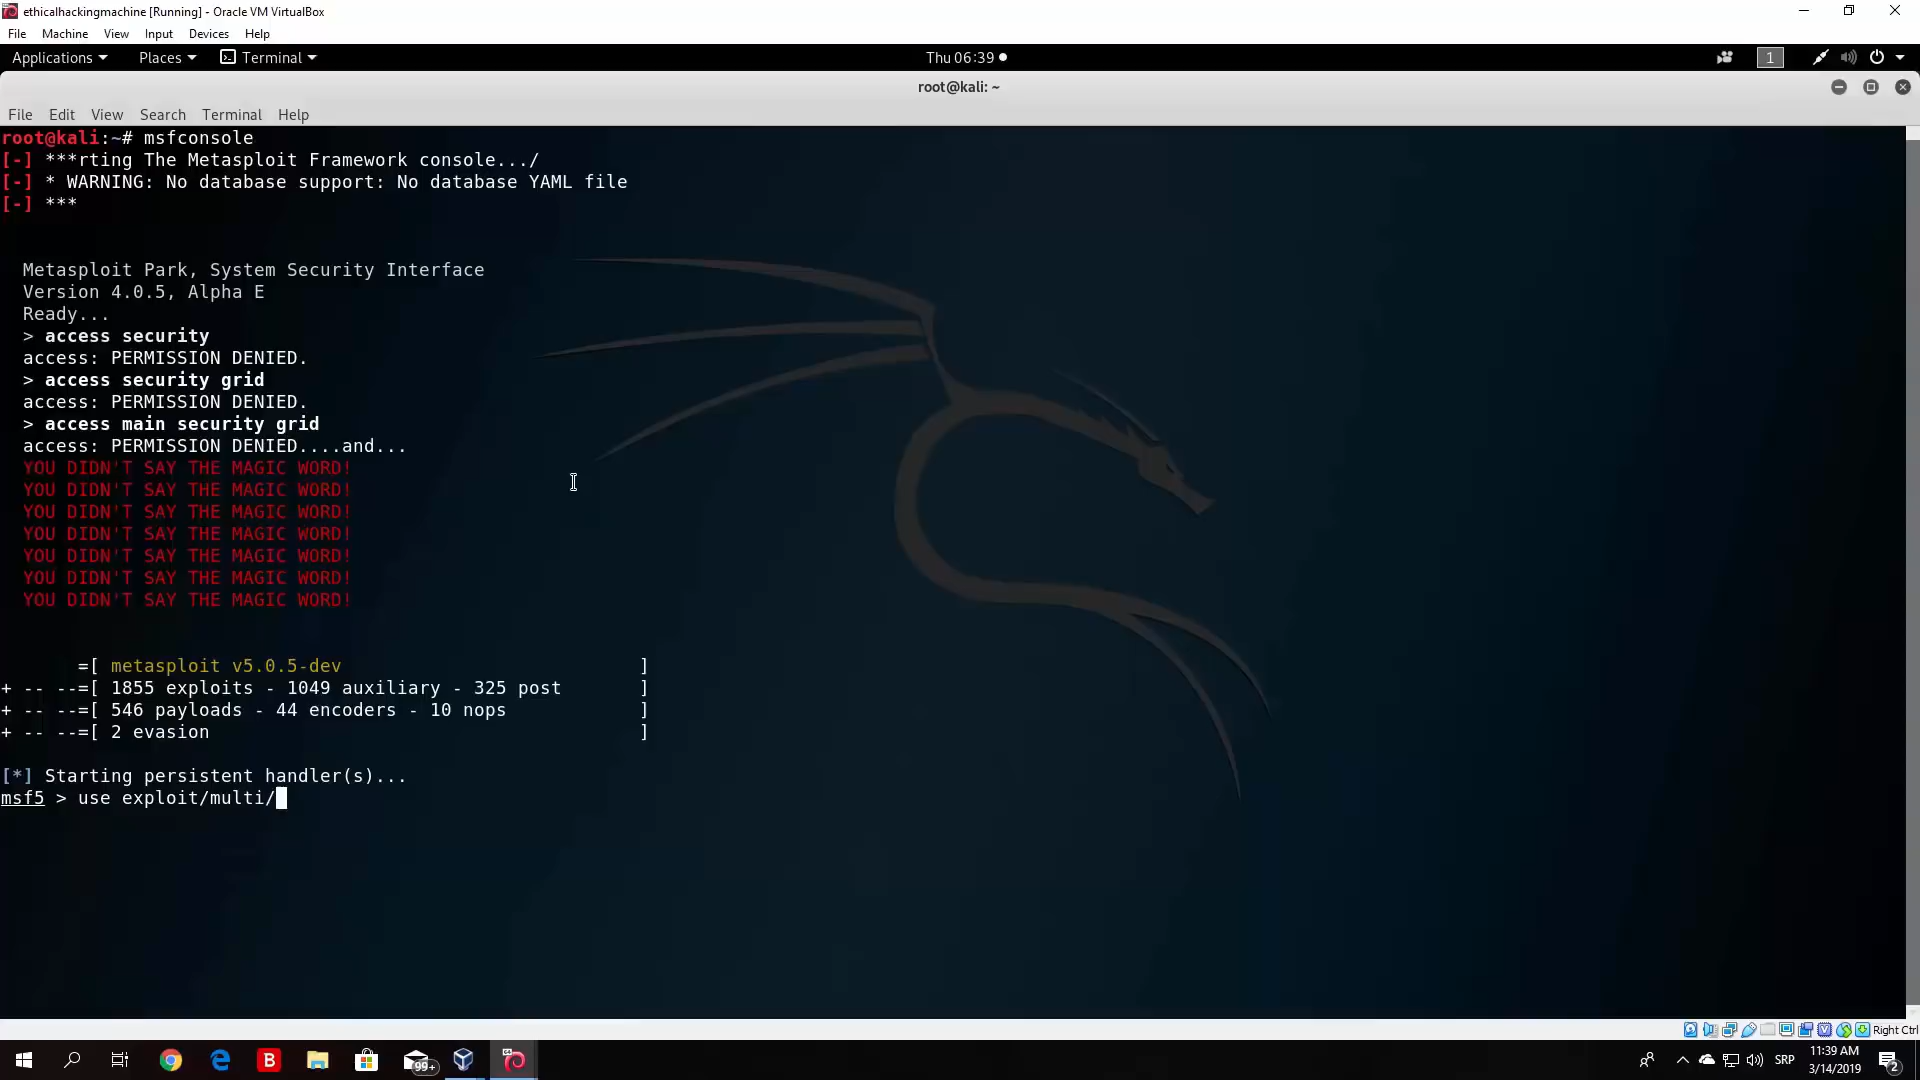 ethicalhackingmachine [Running] - Oracle VM VirtualBox
File Machine View Input Devices Help
Applications Places Terminal Thu 06:39 1
root@kali: ~
File Edit View Search Terminal Help
root@kali:~# msfconsole
[-] ***rting The Metasploit Framework console.../
[-] * WARNING: No database support: No database YAML file
[-] ***
Metasploit Park, System Security Interface
Version 4.0.5, Alpha E
Ready...
> access security
access: PERMISSION DENIED.
> access security grid
access: PERMISSION DENIED.
> access main security grid
access: PERMISSION DENIED....and...
YOU DIDN'T SAY THE MAGIC WORD!
YOU DIDN'T SAY THE MAGIC WORD!
YOU DIDN'T SAY THE MAGIC WORD!
YOU DIDN'T SAY THE MAGIC WORD!
YOU DIDN'T SAY THE MAGIC WORD!
YOU DIDN'T SAY THE MAGIC WORD!
YOU DIDN'T SAY THE MAGIC WORD!
=[ metasploit v5.0.5-dev ]
+ -- --=[ 1855 exploits - 1049 auxiliary - 325 post ]
+ -- --=[ 546 payloads - 44 encoders - 10 nops ]
+ -- --=[ 2 evasion ]
[*] Starting persistent handler(s)...
msf5 > use exploit/multi/
Right Ctrl
B 99+ SRP 11:39 AM
3/14/2019 2